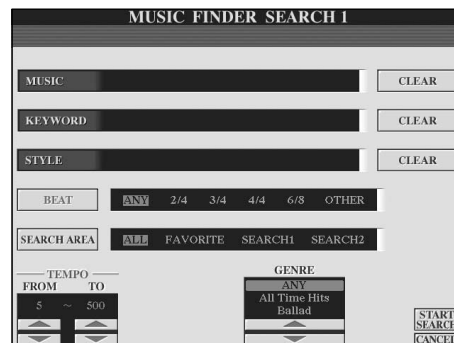 MUSIC FINDER SEARCH 1
MUSIC CLEAR
KEYWORD CLEAR
STYLE CLEAR
BEAT ANY 2/4 3/4 4/4 6/8 OTHER
SEARCH AREA ALL FAVORITE SEARCH1 SEARCH2
TEMPO GENRE
FROM TO ANY
5 ~ 500 All Time Hits
Ballad
START
SEARCH
CANCEL